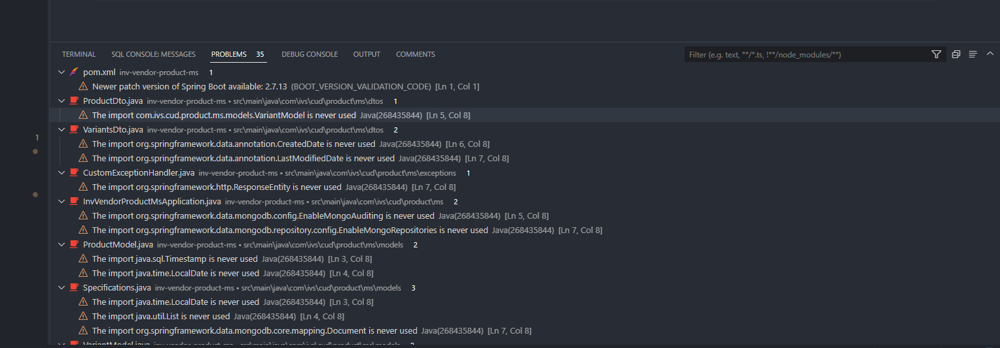 TERMINAL SQL CONSOLE: MESSAGES PROBLEMS 35 DEBUG CONSOLE OUTPUT COMMENTS Filter (e.g. text, **/*.ts, !**/node_modules/**)
pom.xml inv-vendor-product-ms 1
Newer patch version of Spring Boot available: 2.7.13 (BOOT_VERSION_VALIDATION_CODE) [Ln 1, Col 1]
ProductDto.java inv-vendor-product-ms • src\main\java\com\ivs\cud\product\ms\dtos 1
The import com.ivs.cud.product.ms.models.VariantModel is never used Java(268435844) [Ln 5, Col 8]
VariantsDto.java inv-vendor-product-ms • src\main\java\com\ivs\cud\product\ms\dtos 2
1
The import org.springframework.data.annotation.CreatedDate is never used Java(268435844) [Ln 6, Col 8]
The import org.springframework.data.annotation.LastModifiedDate is never used Java(268435844) [Ln 7, Col 8]
CustomExceptionHandler.java inv-vendor-product-ms • src\main\java\com\ivs\cud\product\ms\exceptions 1
The import org.springframework.http.ResponseEntity is never used Java(268435844) [Ln 7, Col 8]
InvVendorProductMsApplication.java inv-vendor-product-ms • src\main\java\com\ivs\cud\product\ms 2
The import org.springframework.data.mongodb.config.EnableMongoAuditing is never used Java(268435844) [Ln 5, Col 8]
The import org.springframework.data.mongodb.repository.config.EnableMongoRepositories is never used Java(268435844) [Ln 7, Col 8]
ProductModel.java inv-vendor-product-ms • src\main\java\com\ivs\cud\product\ms\models 2
The import java.sql.Timestamp is never used Java(268435844) [Ln 3, Col 8]
The import java.time.LocalDate is never used Java(268435844) [Ln 4, Col 8]
Specifications.java inv-vendor-product-ms • src\main\java\com\ivs\cud\product\ms\models 3
The import java.time.LocalDate is never used Java(268435844) [Ln 3, Col 8]
The import java.util.List is never used Java(268435844) [Ln 4, Col 8]
The import org.springframework.data.mongodb.core.mapping.Document is never used Java(268435844) [Ln 7, Col 8]
VariantModel.java inv-vendor-product-ms • src\main\java\com\ivs\cud\product\ms\models